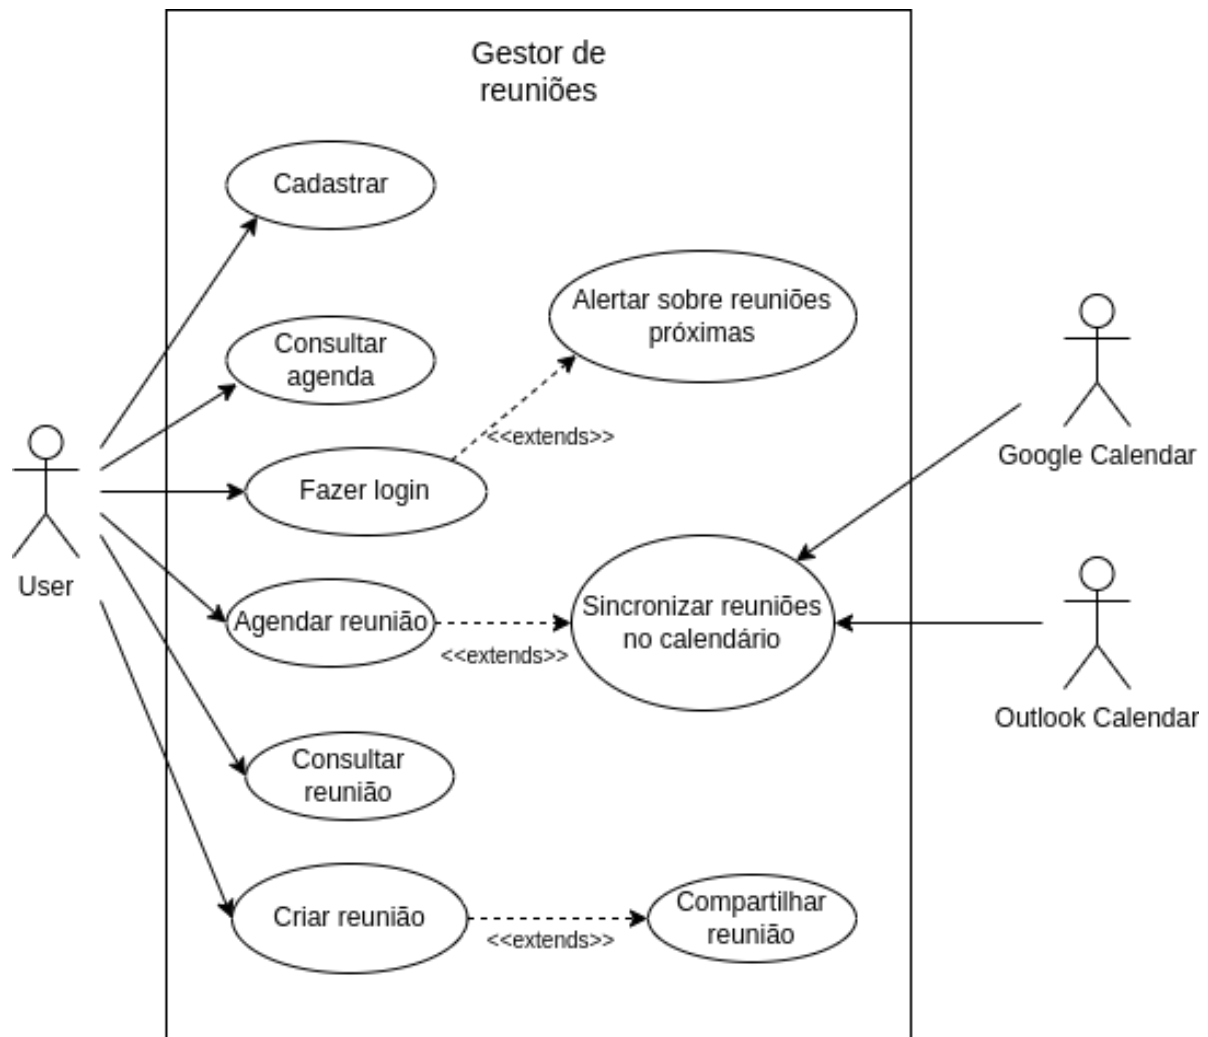 Gestor de
reuniões
Cadastrar
Alertar sobre reuniões
próximas
Consultar
agenda
<<extends>>
Google Calendar
Fazer login
User
Sincronizar reuniões
no calendário
Agendar reunião
<<extends>>
Outlook Calendar
Consultar
reunião
Criar reunião
<<extends>>
Compartilhar
reunião